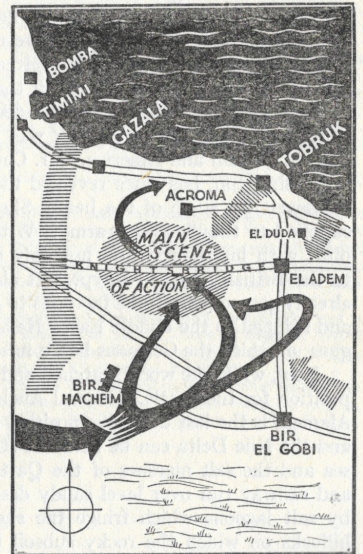 BOMBA
TIMIMI
GAZALA
TOBRUK
ACROMA
EL DUDA
MAIN
SCENE
KNIGHTSBRIDGE
OF ACTION
EL ADEM
BIR
HACHEIM
BIR
EL GOBI